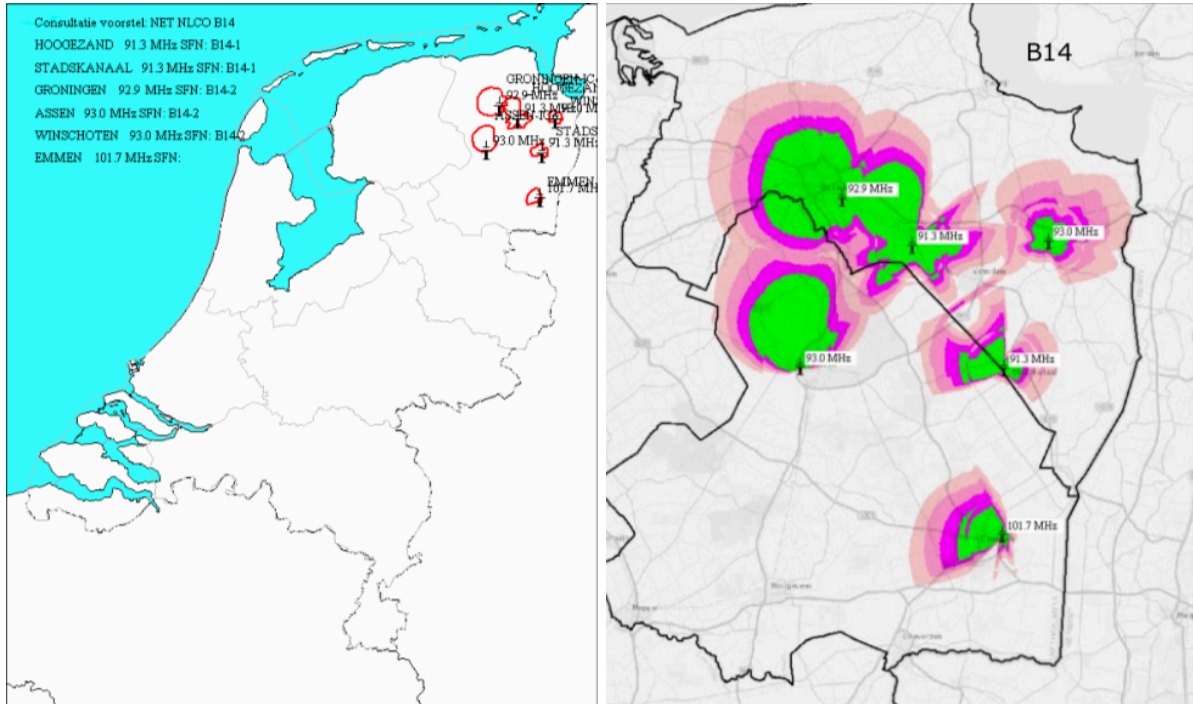 Consultatie voorstel: NET NLCO B14
HOOGEZAND 91.3 MHz SFN: B14-1
STADSKANAAL 91.3 MHz SFN: B14-1
GRONINGEN 92.9 MHz SFN: B14-2
ASSEN 93.0 MHz SFN: B14-2
WINSCHOTEN 93.0 MHz SFN: B14-2
EMMEN 101.7 MHz SFN:
GRONINGEN-IC
HOOGEZAND
92.9 MHz
91.3 MHz
93.0 MHz
91.3 MHz
EMMEN
101.7 MHz
B14
92.9 MHz
91.3 MHz
93.0 MHz
93.0 MHz
91.3 MHz
101.7 MHz